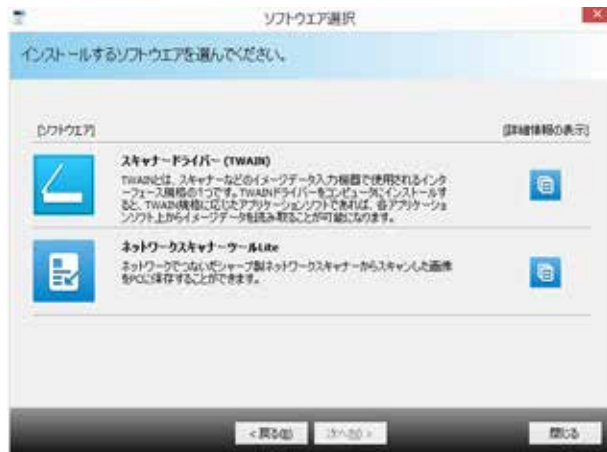 ソフトウエア選択
インストールするソフトウエアを選んでください。
[ソフトウエア]
[詳細情報の表示]
スキャナードライバー (TWAIN)
TWAINとは、スキャナーなどのイメージデータ入力機器で使用されるインタ
ーフェース規格の1つです。TWAINドライバーをコンピュータにインストールす
ると、TWAIN規格に応じたアプリケーションソフトであれば、各アプリケーショ
ンソフト上からイメージデータを読み取ることが可能になります。
ネットワークスキャナーツールLite
ネットワークでつないだシャープ製ネットワークスキャナーからスキャンした画像
をPCに保存することができます。
< 戻る(B)
次へ(N) >
閉じる